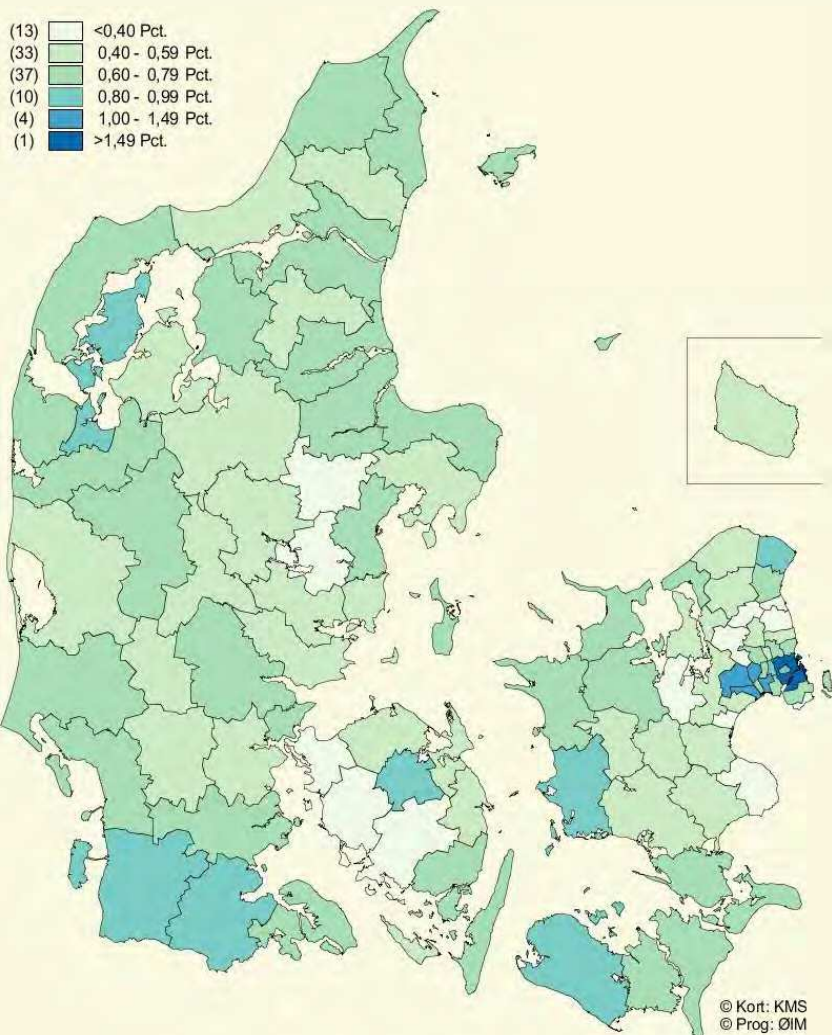 (13) <0,40 Pct.
(33) 0,40 - 0,59 Pct.
(37) 0,60 - 0,79 Pct.
(10) 0,80 - 0,99 Pct.
(4) 1,00 - 1,49 Pct.
(1) >1,49 Pct.
© Kort: KMS
© Prog: ØIM